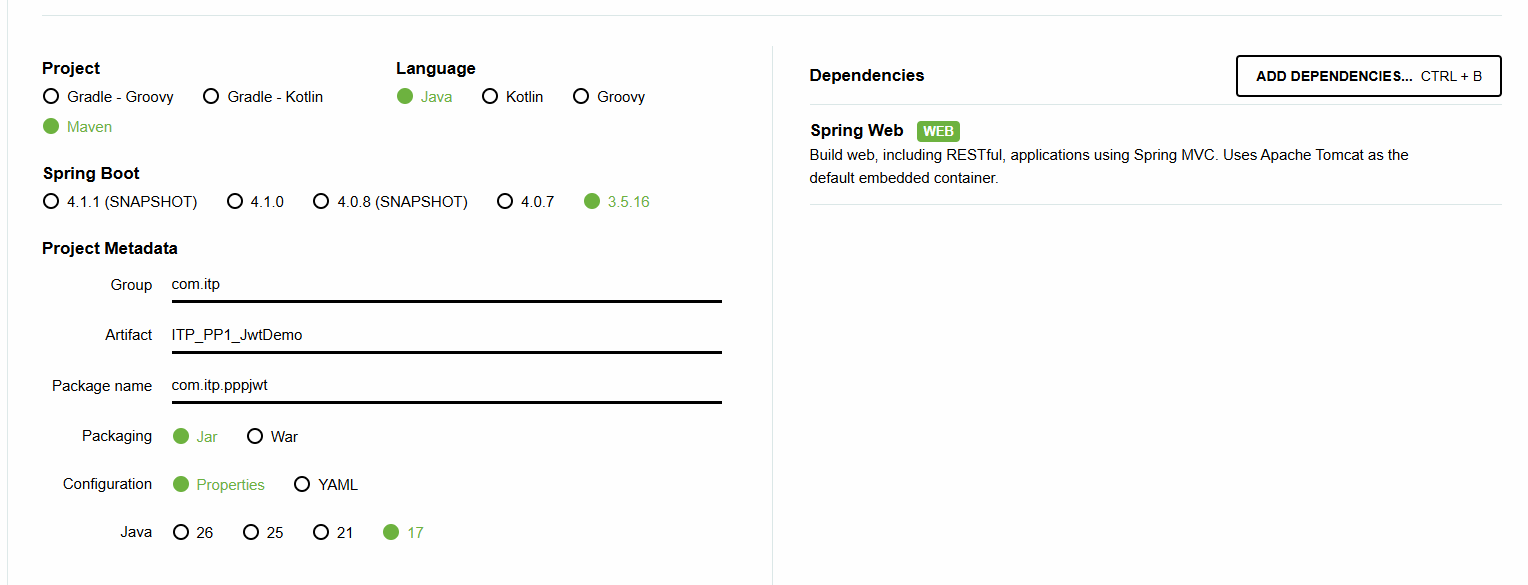 Project
Gradle - Groovy Gradle - Kotlin
Maven
Language
Java Kotlin Groovy
Spring Boot
4.1.1 (SNAPSHOT) 4.1.0 4.0.8 (SNAPSHOT) 4.0.7 3.5.16
Project Metadata
Group com.itp
Artifact ITP_PP1_JwtDemo
Package name com.itp.pppjwt
Packaging Jar War
Configuration Properties YAML
Java 26 25 21 17
Dependencies
ADD DEPENDENCIES... CTRL + B
Spring Web WEB
Build web, including RESTful, applications using Spring MVC. Uses Apache Tomcat as the
default embedded container.